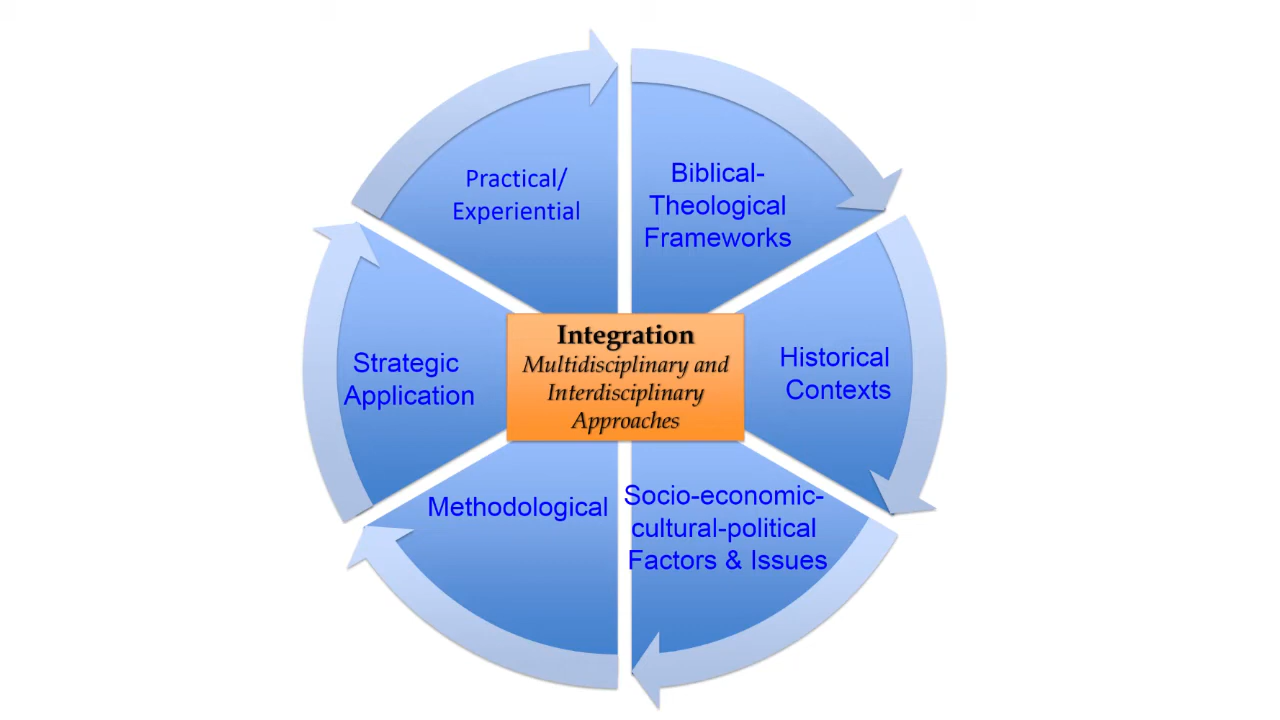 Practical/
Experiential
Biblical-
Theological
Frameworks
Historical
Contexts
Socio-economic-
cultural-political
Factors & Issues
Methodological
Strategic
Application
Integration
Multidisciplinary and
Interdisciplinary
Approaches